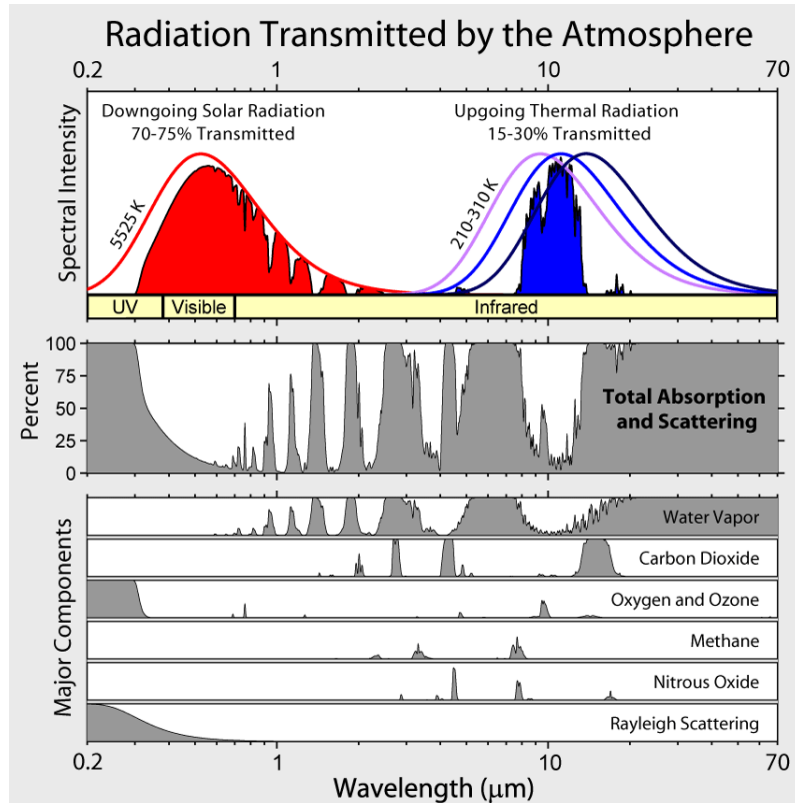 Radiation Transmitted by the Atmosphere
0.2 1 10 70
Downgoing Solar Radiation
70-75% Transmitted
Upgoing Thermal Radiation
15-30% Transmitted
Spectral Intensity
5525 K
210-310 K
UV Visible Infrared
Percent
100
75
50
25
0
Total Absorption
and Scattering
Major Components
Water Vapor
Carbon Dioxide
Oxygen and Ozone
Methane
Nitrous Oxide
Rayleigh Scattering
0.2 1 10 70
Wavelength (μm)